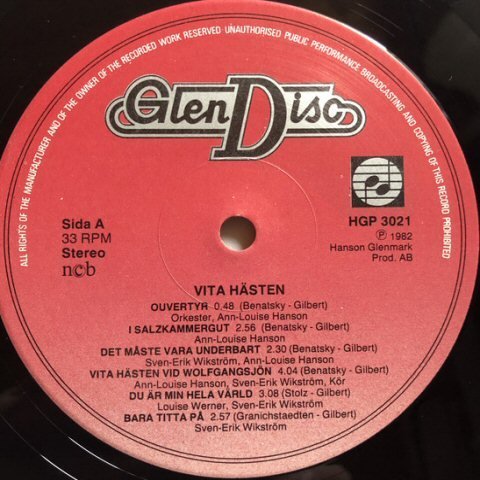 ALL RIGHTS OF THE MANUFACTURER AND OF THE OWNER OF THE RECORDED WORK RESERVED · UNAUTHORISED PUBLIC PERFORMANCE BROADCASTING AND COPYING OF THIS RECORD PROHIBITED
Glen Disc
HGP 3021
Ⓟ 1982
Hanson Glenmark
Prod. AB
Sida A
33 RPM
Stereo
n©b
VITA HÄSTEN
OUVERTYR 0.48 (Benatsky - Gilbert)
Orkester, Ann-Louise Hanson
I SALZKAMMERGUT 2.56 (Benatsky - Gilbert)
Ann-Louise Hanson
DET MÅSTE VARA UNDERBART 2.30 (Benatsky - Gilbert)
Sven-Erik Wikström, Ann-Louise Hanson
VITA HÄSTEN VID WOLFGANGSJÖN 4.04 (Benatsky - Gilbert)
Ann-Louise Hanson, Sven-Erik Wikström, Kör
DU ÄR MIN HELA VÄRLD 3.08 (Stolz - Gilbert)
Louise Werner, Sven-Erik Wikström
BARA TITTA PÅ 2.57 (Granichstaedten - Gilbert)
Sven-Erik Wikström